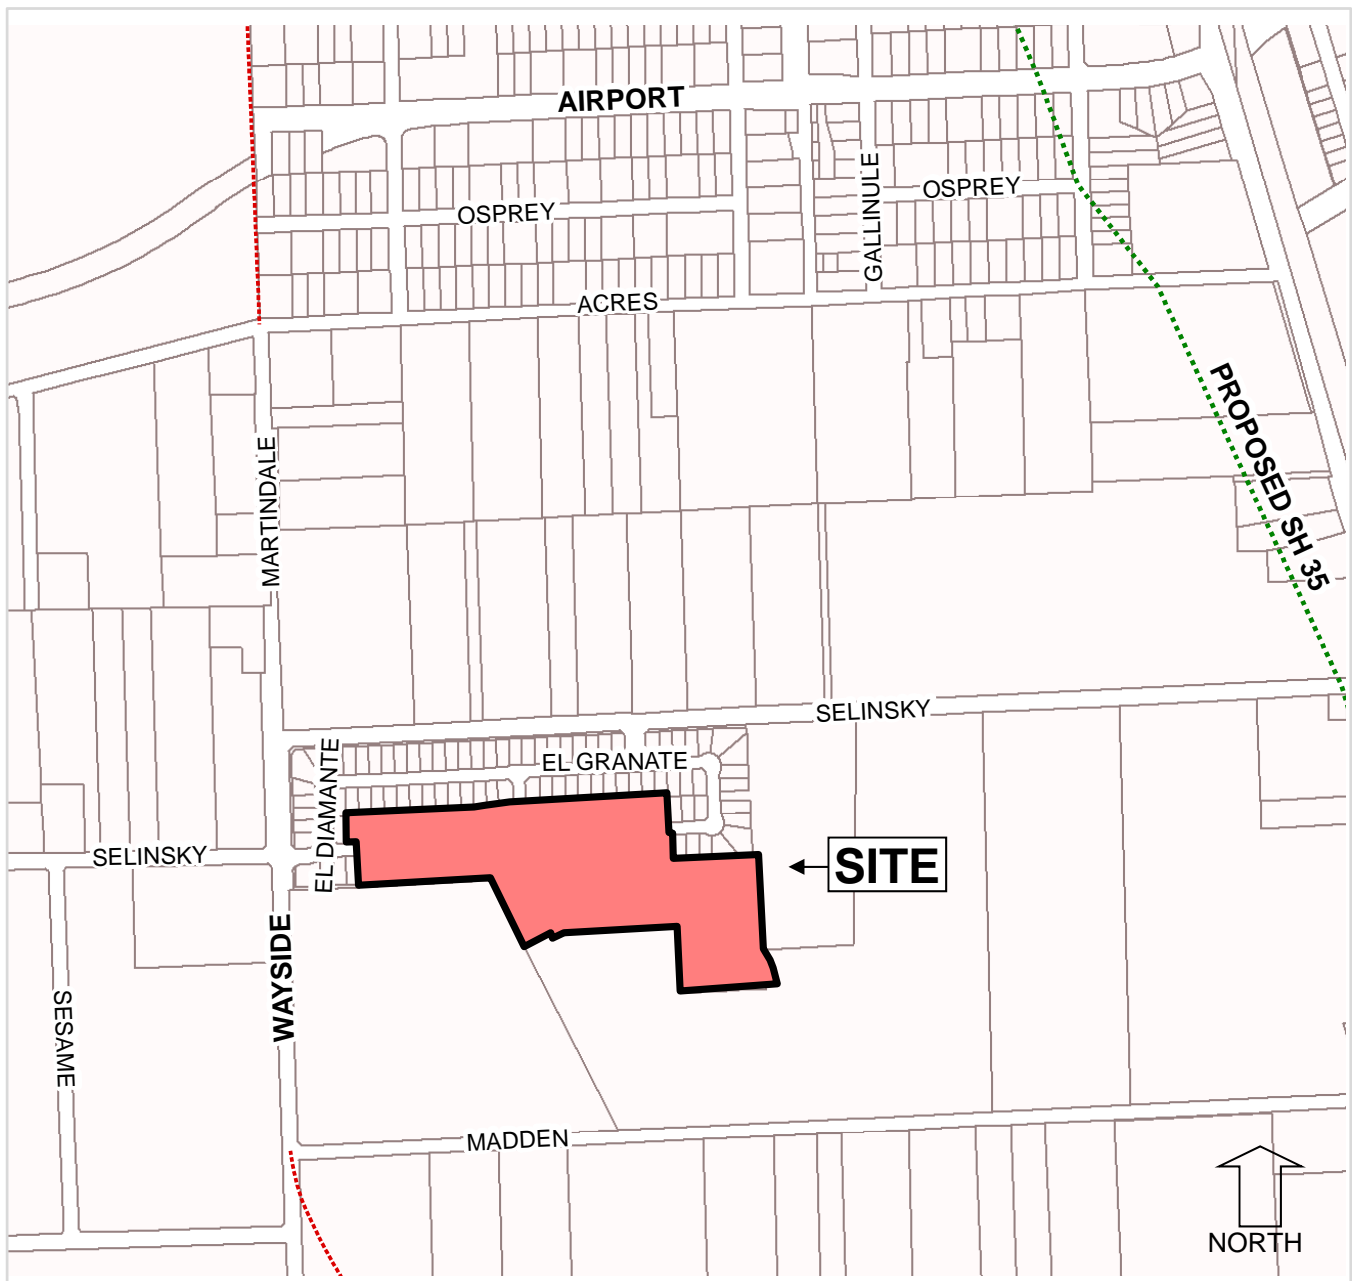 AIRPORT
OSPREY
GALLINULE
OSPREY
ACRES
PROPOSED SH 35
MARTINDALE
SELINSKY
EL GRANATE
EL DIAMANTE
SELINSKY
SITE
WAYSIDE
SESAME
MADDEN
NORTH